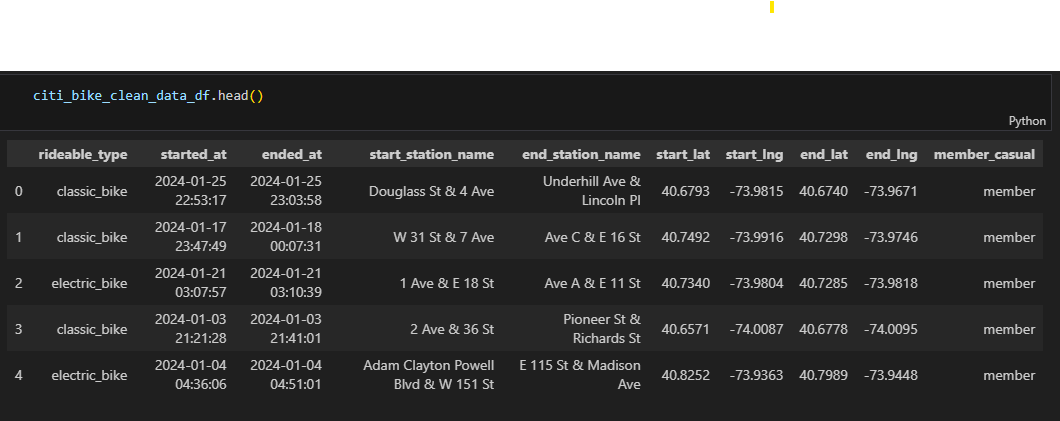 citi_bike_clean_data_df.head()
Python
rideable_type started_at ended_at start_station_name end_station_name start_lat start_lng end_lat end_lng member_casual
0 classic_bike 2024-01-25 22:53:17 2024-01-25 23:03:58 Douglass St & 4 Ave Underhill Ave & Lincoln Pl 40.6793 -73.9815 40.6740 -73.9671 member
1 classic_bike 2024-01-17 23:47:49 2024-01-18 00:07:31 W 31 St & 7 Ave Ave C & E 16 St 40.7492 -73.9916 40.7298 -73.9746 member
2 electric_bike 2024-01-21 03:07:57 2024-01-21 03:10:39 1 Ave & E 18 St Ave A & E 11 St 40.7340 -73.9804 40.7285 -73.9818 member
3 classic_bike 2024-01-03 21:21:28 2024-01-03 21:41:01 2 Ave & 36 St Pioneer St & Richards St 40.6571 -74.0087 40.6778 -74.0095 member
4 electric_bike 2024-01-04 04:36:06 2024-01-04 04:51:01 Adam Clayton Powell Blvd & W 151 St E 115 St & Madison Ave 40.8252 -73.9363 40.7989 -73.9448 member